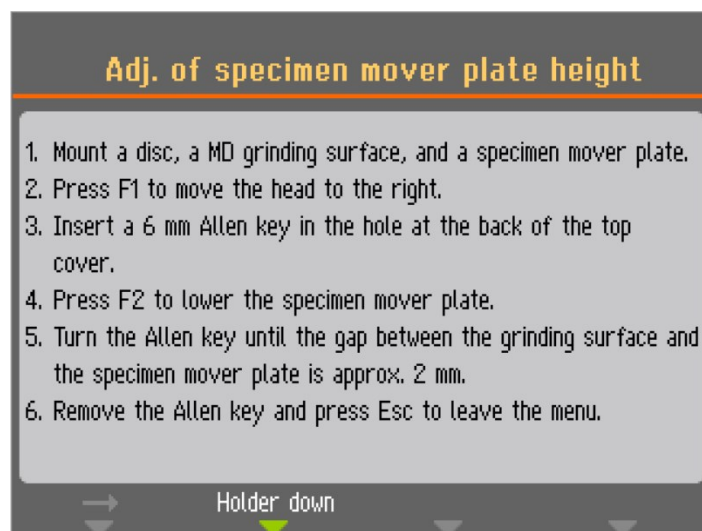 Adj. of specimen mover plate height
1. Mount a disc, a MD grinding surface, and a specimen mover plate.
2. Press F1 to move the head to the right.
3. Insert a 6 mm Allen key in the hole at the back of the top
cover.
4. Press F2 to lower the specimen mover plate.
5. Turn the Allen key until the gap between the grinding surface and
the specimen mover plate is approx. 2 mm.
6. Remove the Allen key and press Esc to leave the menu.
Holder down